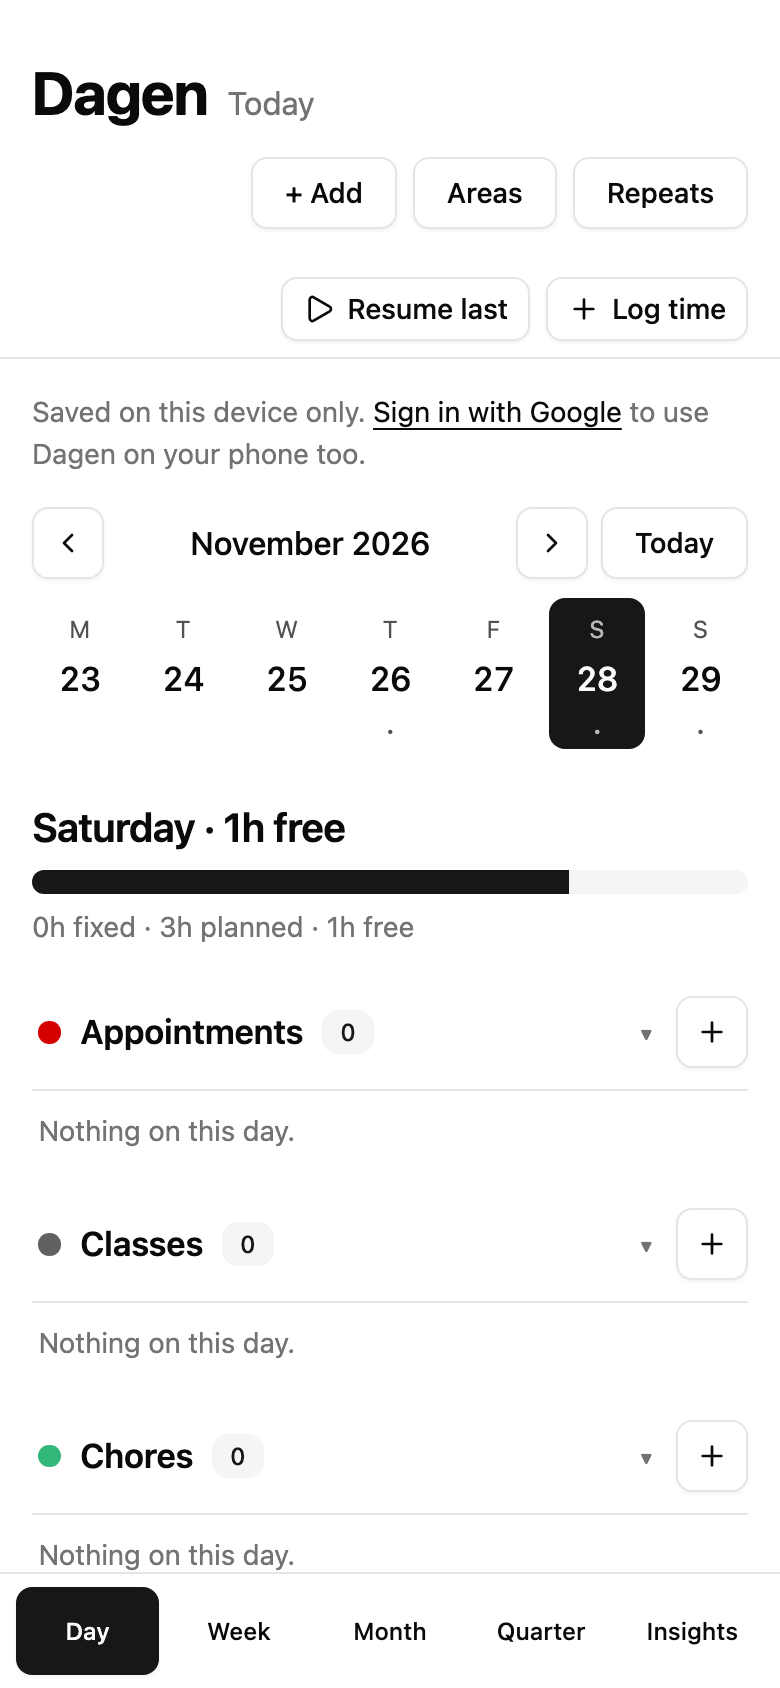 Dagen Today
+ Add Areas Repeats
Resume last + Log time
Saved on this device only. Sign in with Google to use
Dagen on your phone too.
November 2026 Today
M T W T F S S
23 24 25 26 27 28 29
Saturday · 1h free
0h fixed · 3h planned · 1h free
Appointments 0 +
Nothing on this day.
Classes 0 +
Nothing on this day.
Chores 0 +
Nothing on this day.
Day Week Month Quarter Insights